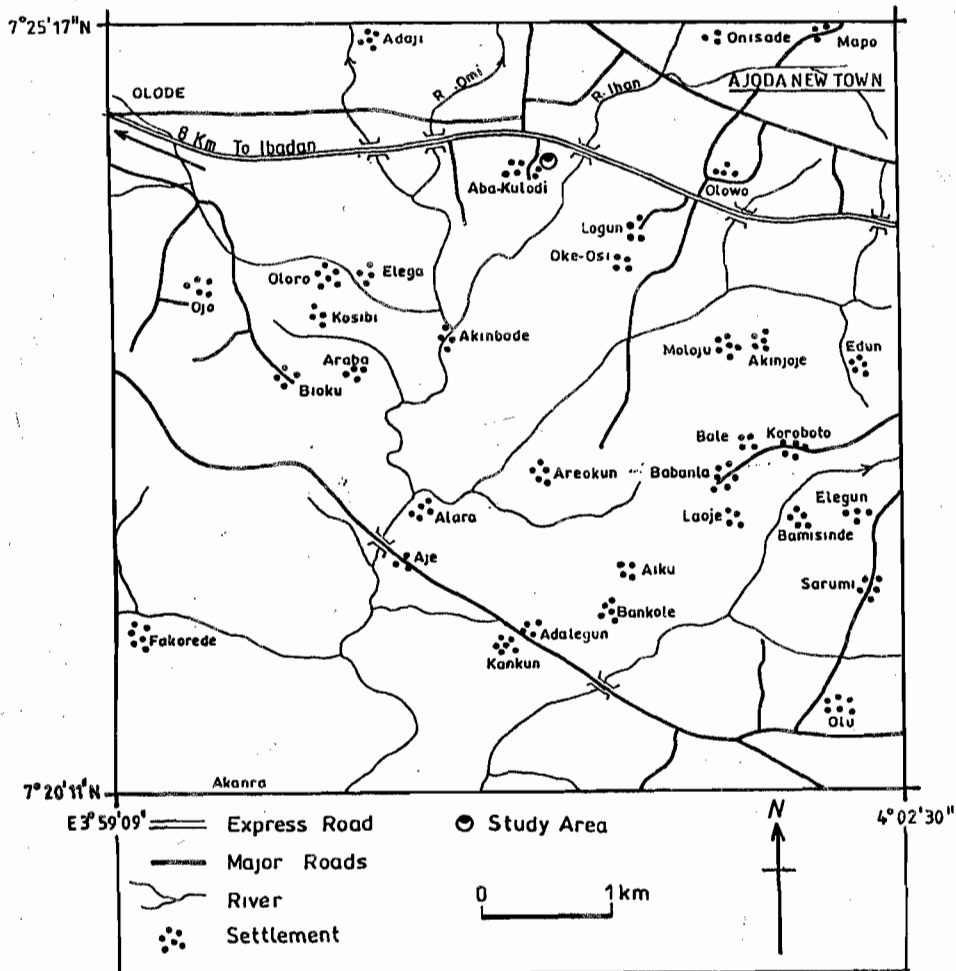 7°25'17"N
Adaji
Onisade
Mapo
R. Omi
R. Ihan
AJODA NEW TOWN
OLODE
8 Km To Ibadan
Aba-Kulodi
Olowo
Logun
Oke-Osi
Oloro
Elega
Ojo
Kosibi
Akinbode
Moloju
Akinjoje
Edun
Araba
Bioku
Bale
Koroboto
Areokun
Babanla
Elegun
Alara
Laoje
Bamisinde
Aje
Aiku
Sarumi
Bankole
Fakorede
Adalegun
Kankun
Olu
Akanra
7°20'11"N
E3°59'09"
4°02'30"
Express Road
Study Area
N
Major Roads
River
0 1km
Settlement